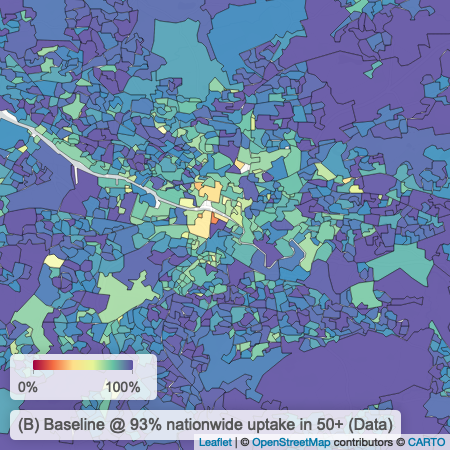 0% 100%
(B) Baseline @ 93% nationwide uptake in 50+ (Data)
Leaflet | © OpenStreetMap contributors © CARTO